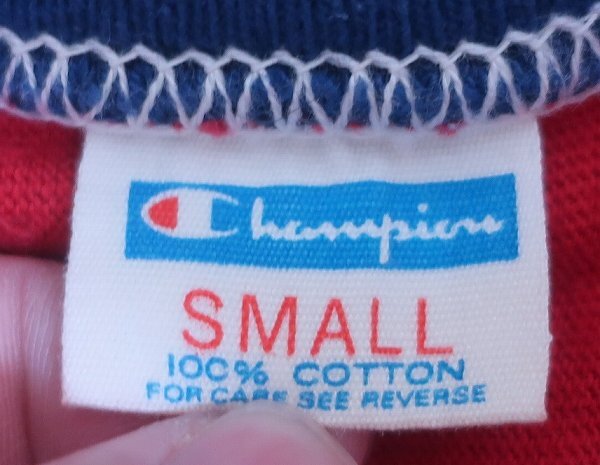 Champion
SMALL
100% COTTON
FOR CARE SEE REVERSE